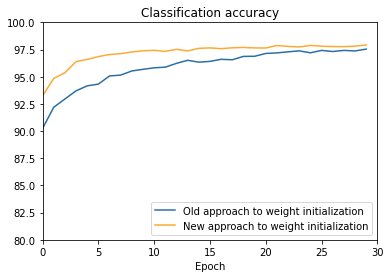 Classification accuracy
100.0
97.5
95.0
92.5
90.0
87.5
85.0
82.5
80.0
Old approach to weight initialization
New approach to weight initialization
0 5 10 15 20 25 30
Epoch